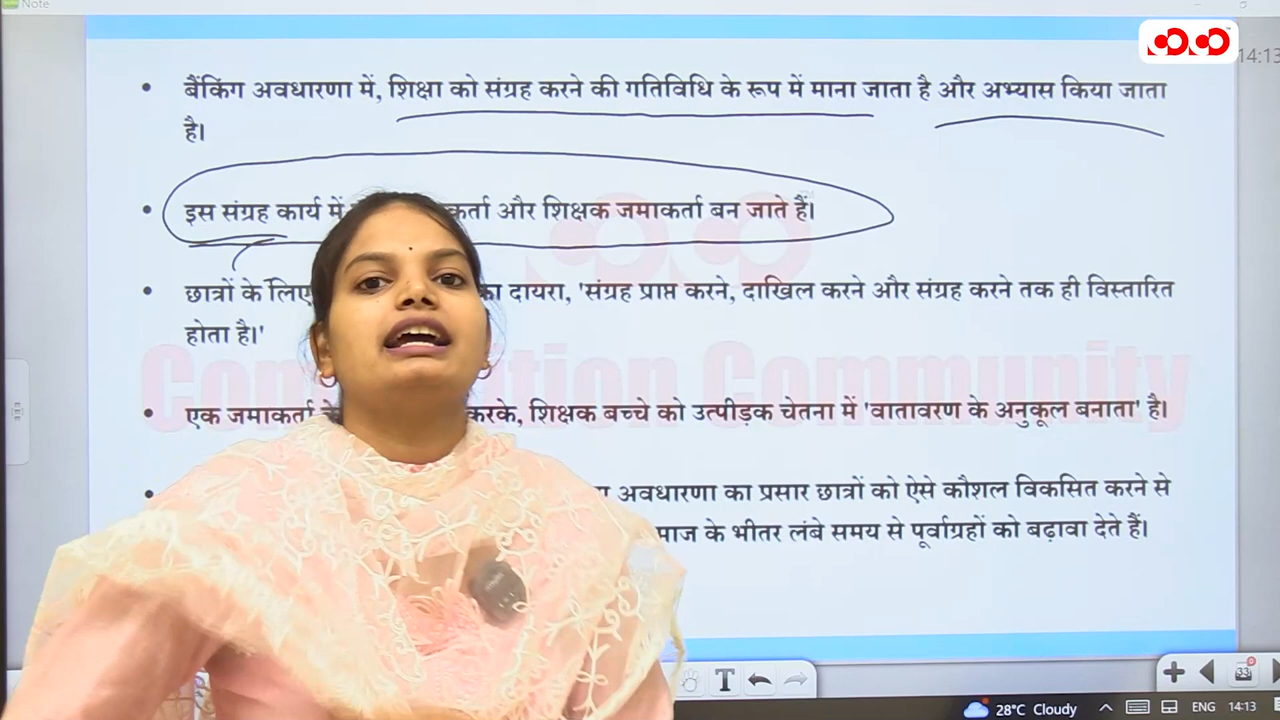 Note
14:13
• बैंकिंग अवधारणा में, शिक्षा को संग्रह करने की गतिविधि के रूप में माना जाता है और अभ्यास किया जाता
है।
• इस संग्रह कार्य में कर्ता और शिक्षक जमाकर्ता बन जाते हैं।
• छात्रों के लिए का दायरा, 'संग्रह प्राप्त करने, दाखिल करने और संग्रह करने तक ही विस्तारित
होता है।'
• एक जमाकर्ता करके, शिक्षक बच्चे को उत्पीड़क चेतना में 'वातावरण के अनुकूल बनाता' है।
• अवधारणा का प्रसार छात्रों को ऐसे कौशल विकसित करने से
के भीतर लंबे समय से पूर्वाग्रहों को बढ़ावा देते हैं।
Community
T
33
28°C Cloudy
ENG
14:13